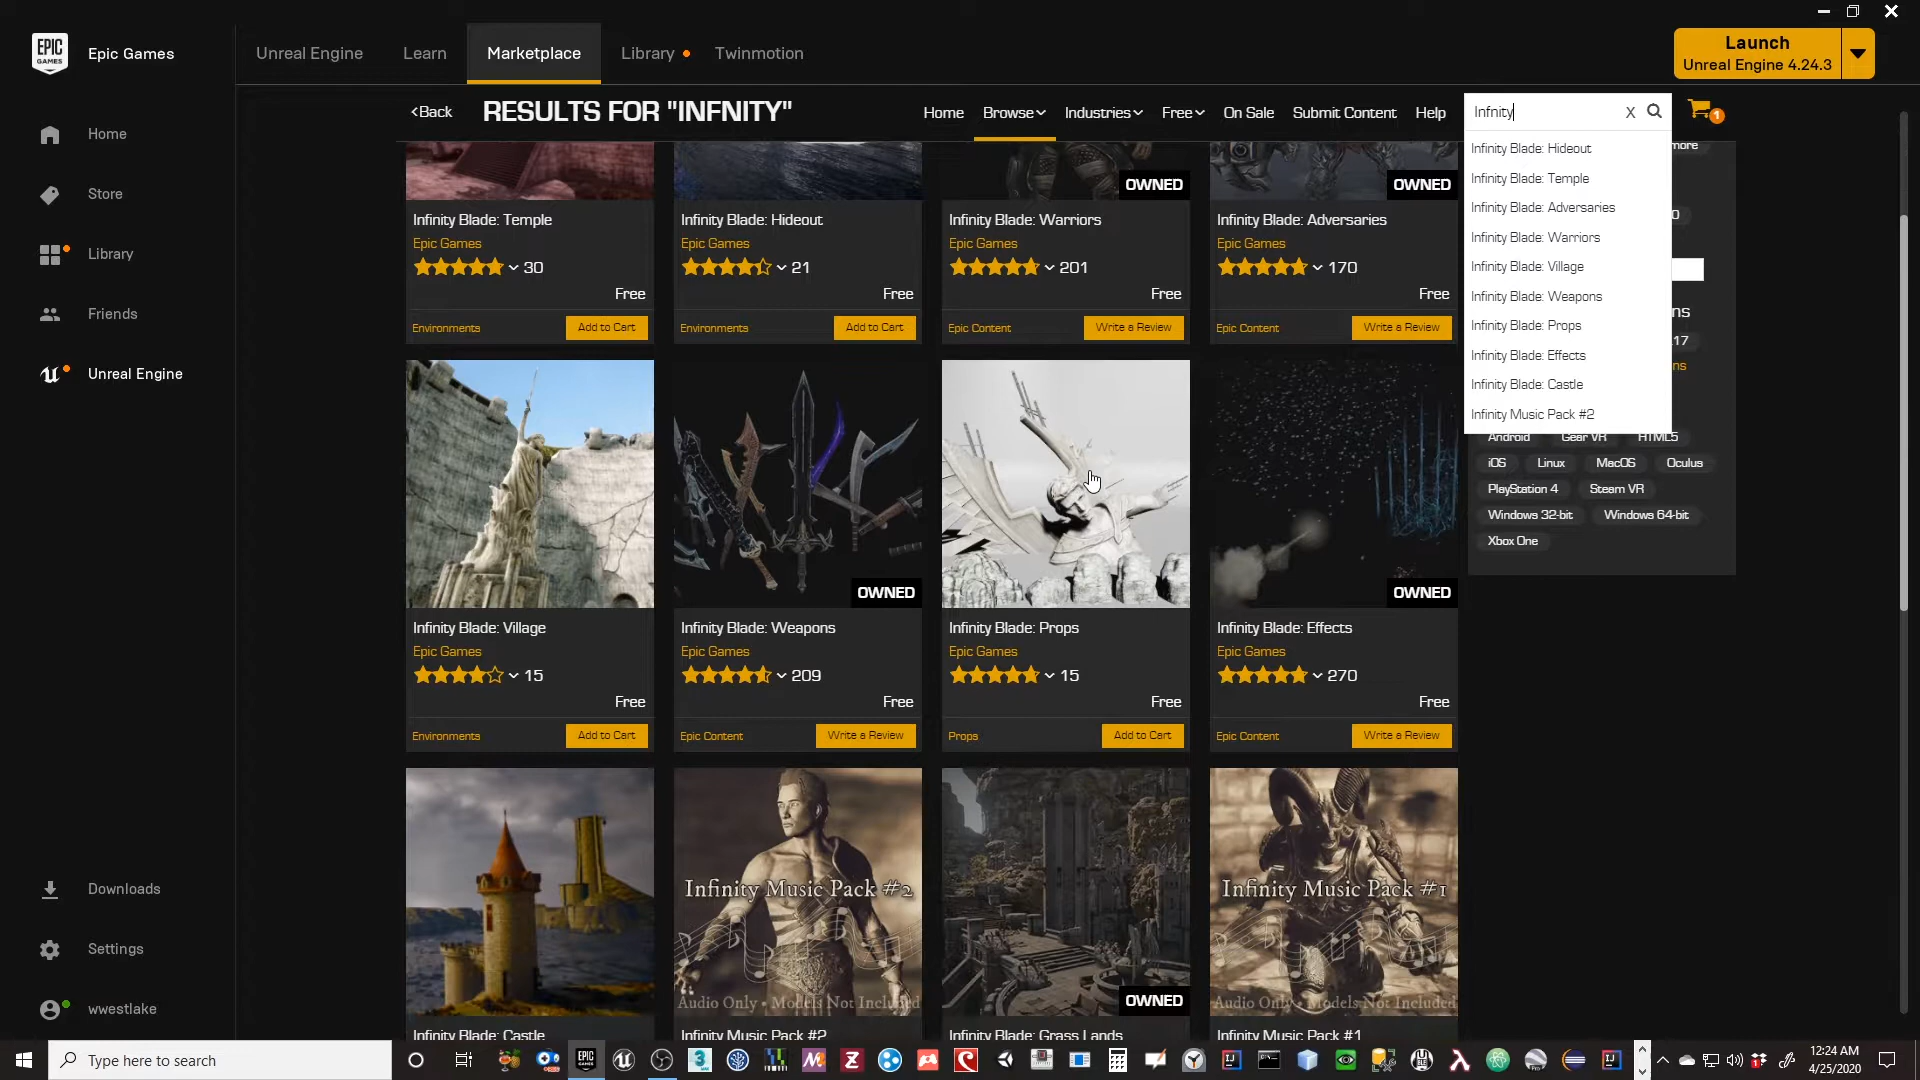 EPIC GAMES
Epic Games
Unreal Engine
Learn
Marketplace
Library
Twinmotion
Launch
Unreal Engine 4.24.3
<Back
RESULTS FOR "INFNITY"
Home
Browse
Industries
Free
On Sale
Submit Content
Help
Infnity
X
1
Home
Store
Library
Friends
Unreal Engine
Downloads
Settings
wwestlake
Infinity Blade: Hideout
Infinity Blade: Temple
Infinity Blade: Adversaries
Infinity Blade: Warriors
Infinity Blade: Village
Infinity Blade: Weapons
Infinity Blade: Props
Infinity Blade: Effects
Infinity Blade: Castle
Infinity Music Pack #2
more
0
ns
.17
ns
Android
Gear VR
HTML5
iOS
Linux
MacOS
Oculus
PlayStation 4
Steam VR
Windows 32-bit
Windows 64-bit
Xbox One
Infinity Blade: Temple
Epic Games
30
Free
Environments
Add to Cart
Infinity Blade: Hideout
Epic Games
21
Free
Environments
Add to Cart
OWNED
Infinity Blade: Warriors
Epic Games
201
Free
Epic Content
Write a Review
OWNED
Infinity Blade: Adversaries
Epic Games
170
Free
Epic Content
Write a Review
Infinity Blade: Village
Epic Games
15
Free
Environments
Add to Cart
OWNED
Infinity Blade: Weapons
Epic Games
209
Free
Epic Content
Write a Review
Infinity Blade: Props
Epic Games
15
Free
Props
Add to Cart
OWNED
Infinity Blade: Effects
Epic Games
270
Free
Epic Content
Write a Review
Infinity Blade: Castle
Infinity Music Pack #2
Audio Only • Models Not Included
Infinity Music Pack #2
OWNED
Infinity Blade: Grass Lands
Infinity Music Pack #1
Audio Only • Models Not Included
Infinity Music Pack #1
Type here to search
12:24 AM
4/25/2020